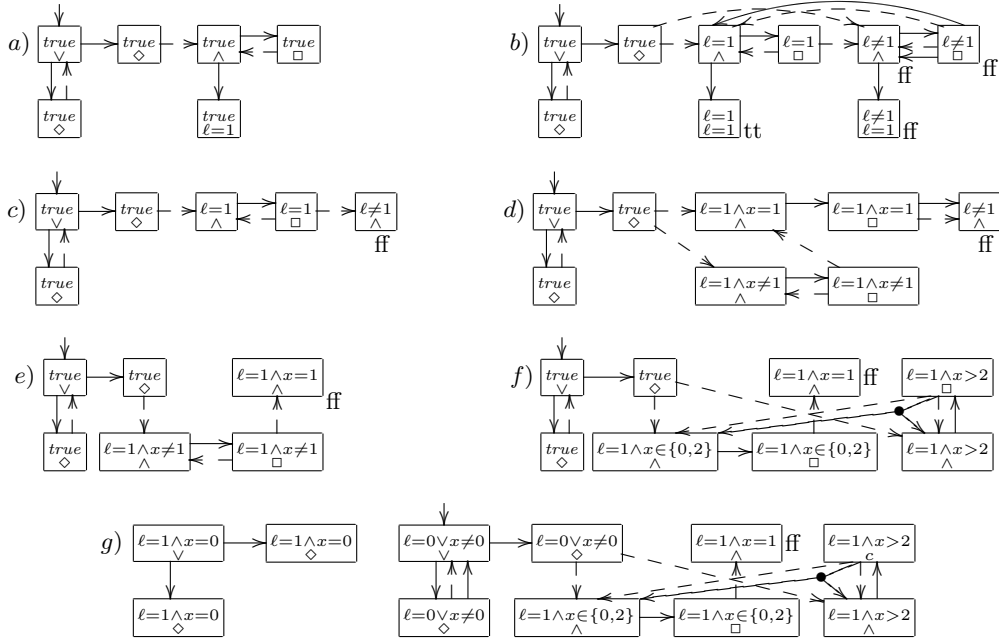 a)
true ∨
true ◇
true ∧
true □
true ◇
true ℓ=1
b)
true ∨
true ◇
ℓ=1 ∧
ℓ=1 □
ℓ≠1 ∧ ff
ℓ≠1 □ ff
true ◇
ℓ=1 ℓ=1 tt
ℓ≠1 ℓ=1 ff
c)
true ∨
true ◇
ℓ=1 ∧
ℓ=1 □
ℓ≠1 ∧ ff
true ◇
d)
true ∨
true ◇
ℓ=1∧x=1 ∧
ℓ=1∧x=1 □
ℓ≠1 ∧ ff
true ◇
ℓ=1∧x≠1 ∧
ℓ=1∧x≠1 □
e)
true ∨
true ◇
ℓ=1∧x=1 ∧ ff
true ◇
ℓ=1∧x≠1 ∧
ℓ=1∧x≠1 □
f)
true ∨
true ◇
ℓ=1∧x=1 ∧ ff
ℓ=1∧x>2 □
true ◇
ℓ=1∧x∈{0,2} ∧
ℓ=1∧x∈{0,2} □
ℓ=1∧x>2 ∧
g)
ℓ=1∧x=0 ∨
ℓ=1∧x=0 ◇
ℓ=0∨x≠0 ∨
ℓ=0∨x≠0 ◇
ℓ=1∧x=1 ∧ ff
ℓ=1∧x>2 c
ℓ=1∧x=0 ◇
ℓ=0∨x≠0 ◇
ℓ=1∧x∈{0,2} ∧
ℓ=1∧x∈{0,2} □
ℓ=1∧x>2 ∧